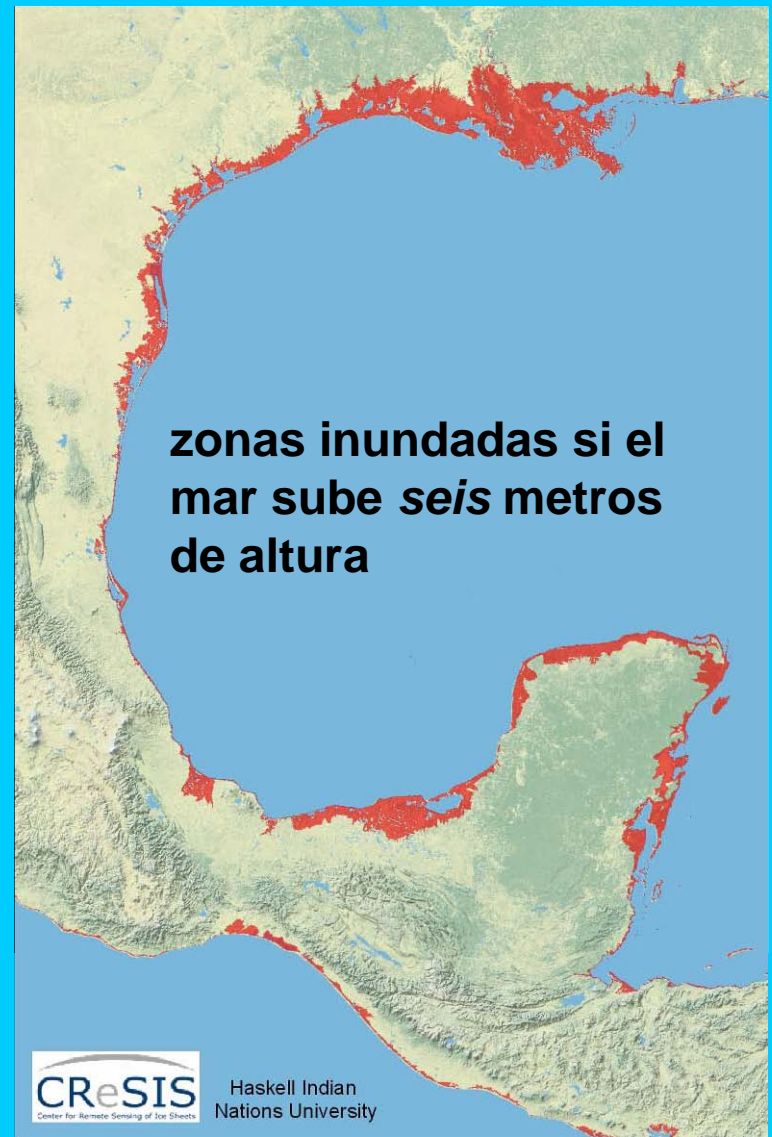 zonas inundadas si el
mar sube seis metros
de altura
CReSIS
Center for Remote Sensing of Ice Sheets
Haskell Indian
Nations University